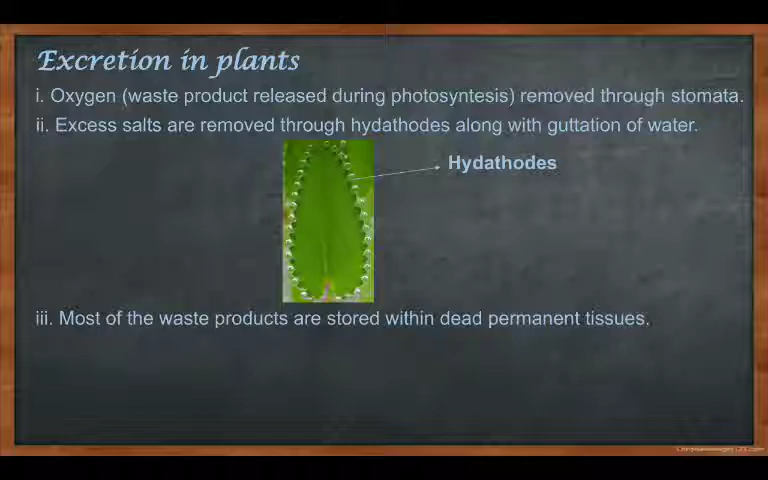 Excretion in plants
i. Oxygen (waste product released during photosyntesis) removed through stomata.
ii. Excess salts are removed through hydathodes along with guttation of water.
Hydathodes
iii. Most of the waste products are stored within dead permanent tissues.